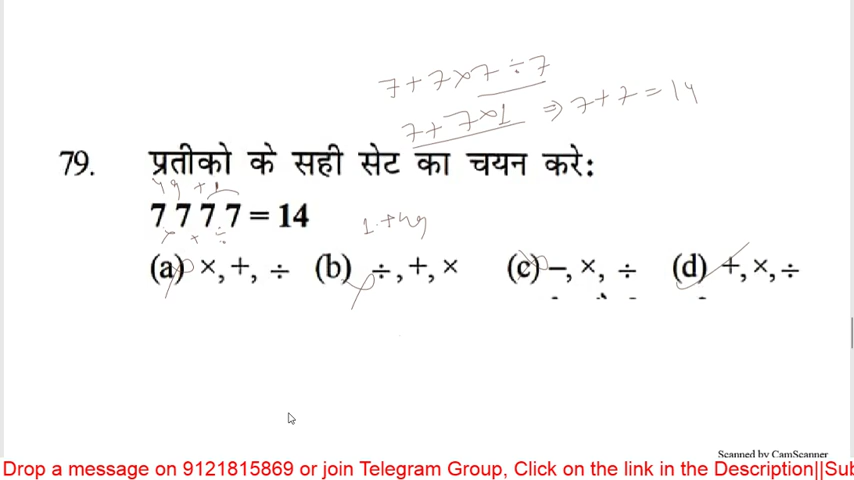 7+7×7÷7
7+7×1 ⇒ 7+7=14
79. प्रतीको के सही सेट का चयन करे:
49 + 1
7 7 7 7 = 14
× + ÷
1+49
(a) ×, +, ÷ (b) ÷, +, × (c) –, ×, ÷ (d) +, ×, ÷
Scanned by CamScanner
Drop a message on 9121815869 or join Telegram Group, Click on the link in the Description||Sub